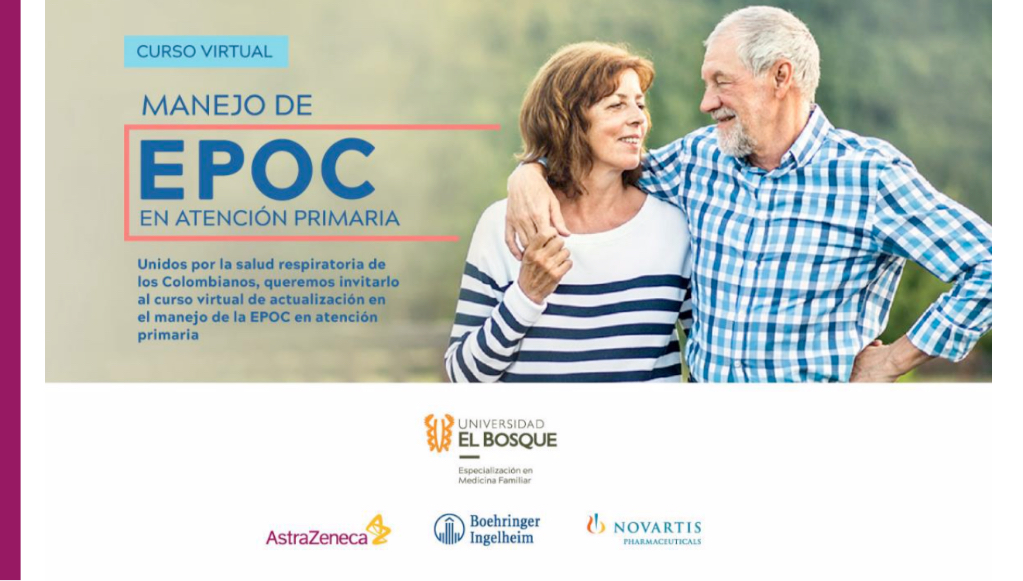 CURSO VIRTUAL
MANEJO DE
EPOC
EN ATENCIÓN PRIMARIA
Unidos por la salud respiratoria de
los Colombianos, queremos invitarlo
al curso virtual de actualización en
el manejo de la EPOC en atención
primaria
UNIVERSIDAD
EL BOSQUE
Especialización en
Medicina Familiar
AstraZeneca
Boehringer
Ingelheim
NOVARTIS
PHARMACEUTICALS